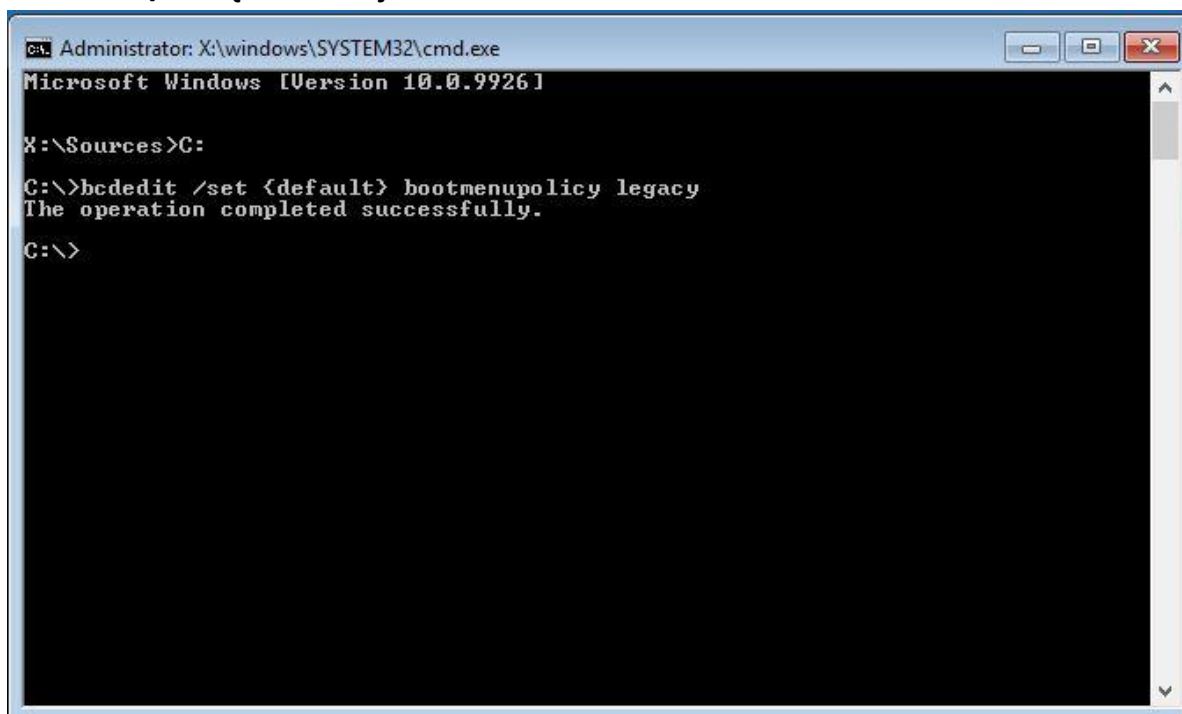 Administrator: X:\windows\SYSTEM32\cmd.exe
Microsoft Windows [Version 10.0.9926]
X:\Sources>C:
C:\>bcdedit /set {default} bootmenupolicy legacy
The operation completed successfully.
C:\>